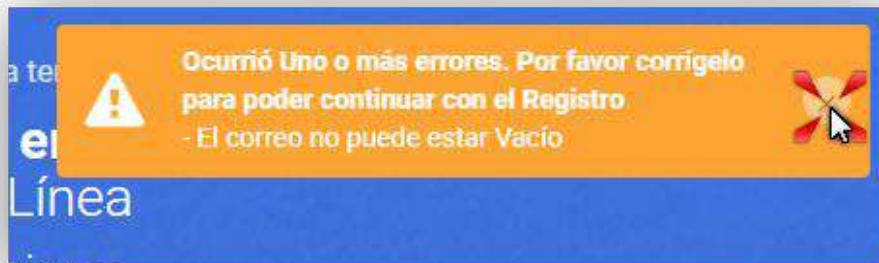 Ocurrió Uno o más errores. Por favor corrígelo
a ter
para poder continuar con el Registro
- El correo no puede estar Vacío
Línea